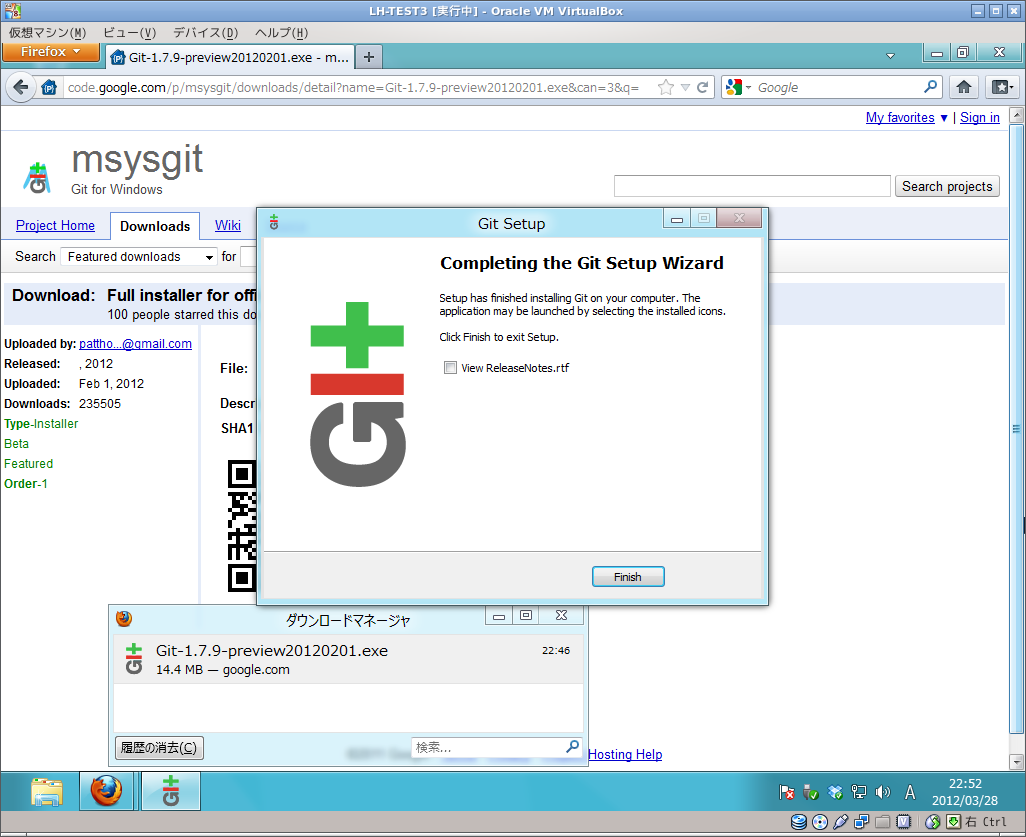 LH-TEST3 [実行中] - Oracle VM VirtualBox
仮想マシン(M) ビュー(V) デバイス(D) ヘルプ(H)
Firefox
Git-1.7.9-preview20120201.exe - m...
code.google.com/p/msysgit/downloads/detail?name=Git-1.7.9-preview20120201.exe&can=3&q=
Google
My favorites ▼ | Sign in
msysgit
Git for Windows
Search projects
Project Home Downloads Wiki
Search Featured downloads for
Download: Full installer for offi
100 people starred this do
Uploaded by: pattho...@gmail.com
Released: , 2012
Uploaded: Feb 1, 2012
Downloads: 235505
Type-Installer
Beta
Featured
Order-1
File:
Descr
SHA1
Git Setup
Git
Completing the Git Setup Wizard
Setup has finished installing Git on your computer. The
application may be launched by selecting the installed icons.
Click Finish to exit Setup.
View ReleaseNotes.rtf
Finish
ダウンロードマネージャ
Git-1.7.9-preview20120201.exe 22:46
14.4 MB — google.com
履歴の消去(C) 検索...
Hosting Help
A
22:52
2012/03/28
右 Ctrl